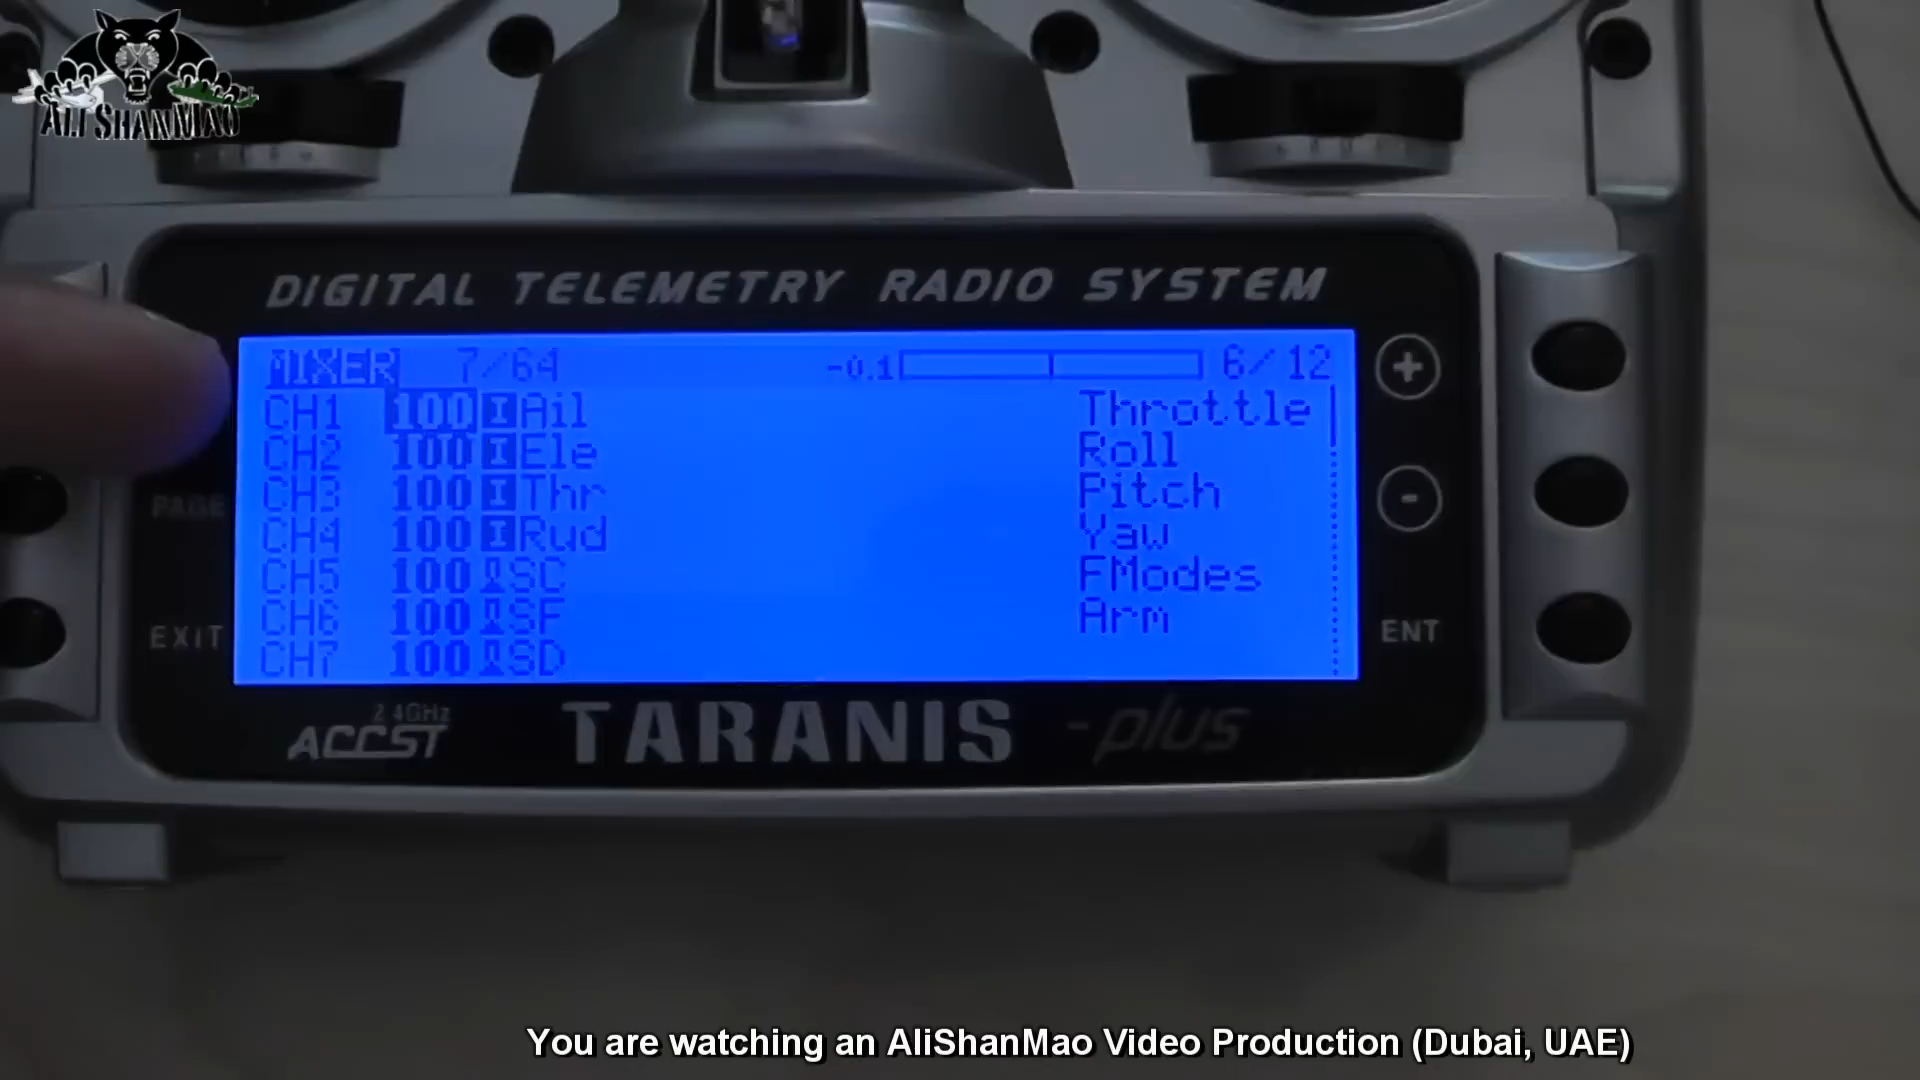 ALI SHANMAO
DIGITAL TELEMETRY RADIO SYSTEM
MIXER 7/64 -0.1 6/12
CH1 100 I Ail Throttle
CH2 100 I Ele Roll
CH3 100 I Thr Pitch
CH4 100 I Rud Yaw
CH5 100 SC FModes
CH6 100 SF Arm
CH7 100 SD
PAGE
EXIT
+
-
ENT
2.4GHz
ACCST TARANIS -plus
You are watching an AliShanMao Video Production (Dubai, UAE)